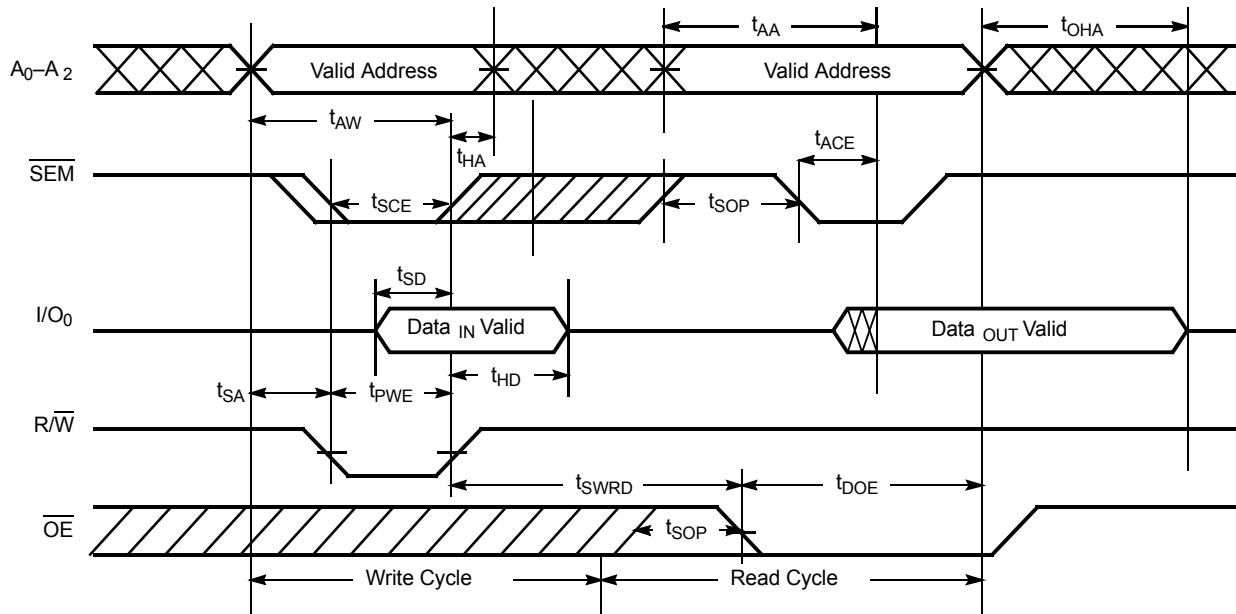 tAA
tOHA
A0–A 2
Valid Address
Valid Address
tAW
tHA
tACE
SEM
tSCE
tSOP
tSD
I/O0
Data IN Valid
Data OUT Valid
tHD
tSA
tPWE
R/W
tSWRD
tDOE
OE
tSOP
Write Cycle
Read Cycle